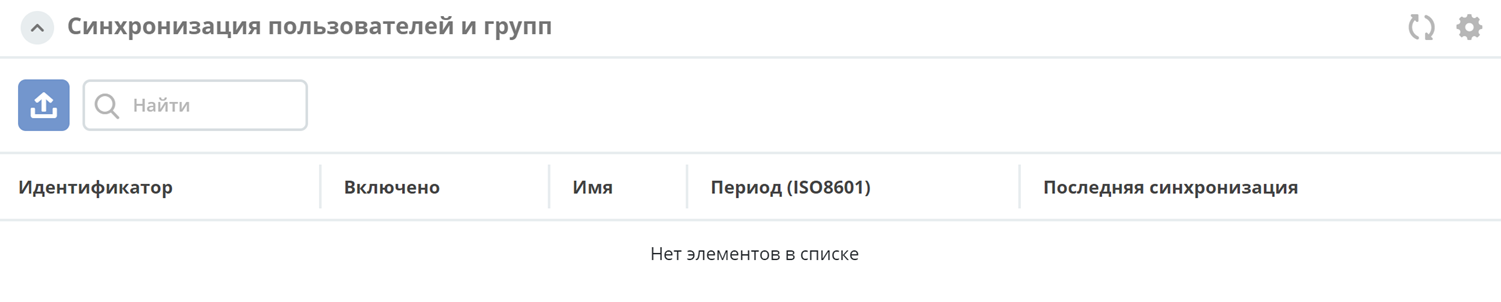 Синхронизация пользователей и групп
Найти
Идентификатор Включено Имя Период (ISO8601) Последняя синхронизация
Нет элементов в списке